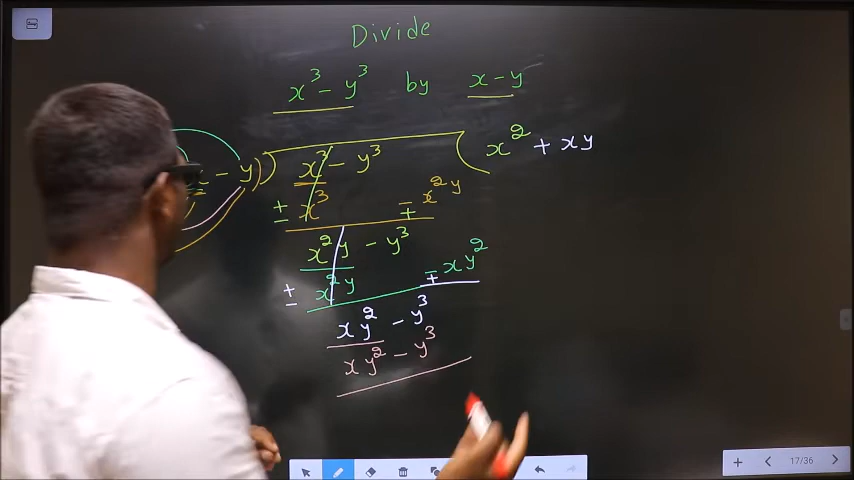 Divide
x³ - y³ by x - y
- y) x³ - y³ ( x² + xy
± x³ ∓ x²y
x²y - y³
± x²y ∓ xy²
xy² - y³
xy² - y³
17/36